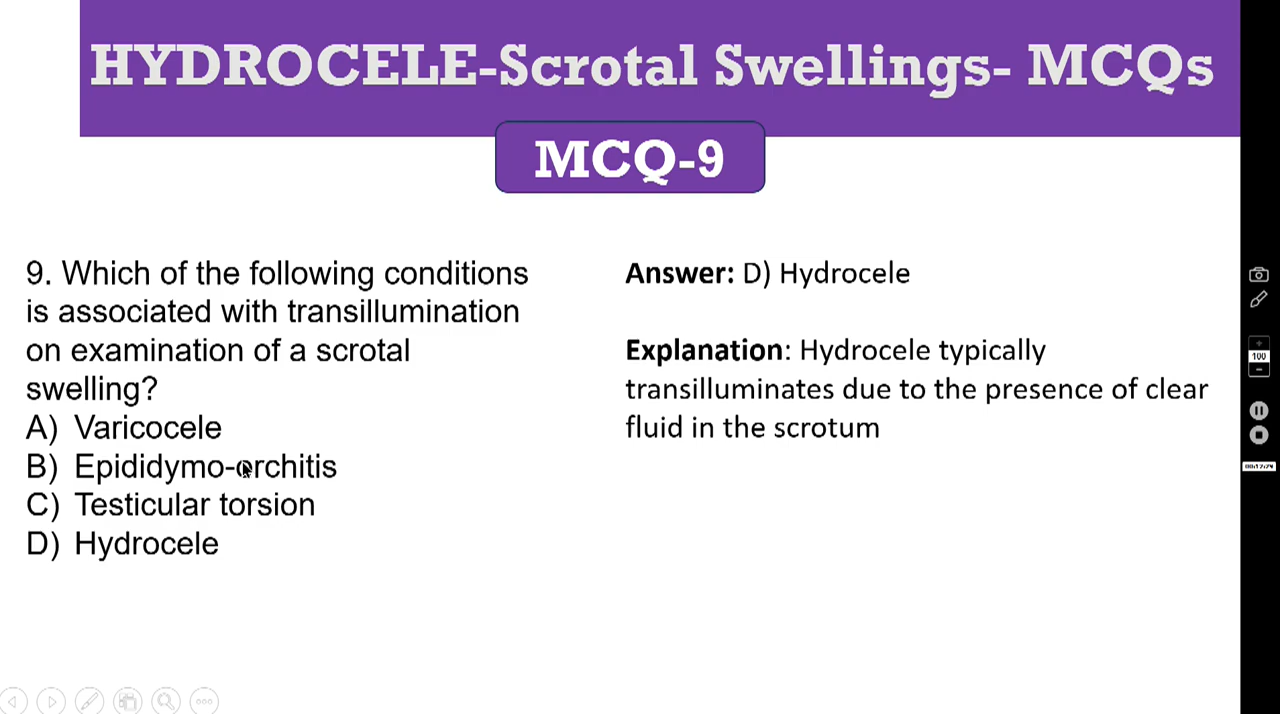 HYDROCELE-Scrotal Swellings- MCQs
MCQ-9
9. Which of the following conditions
is associated with transillumination
on examination of a scrotal
swelling?
A) Varicocele
B) Epididymo-orchitis
C) Testicular torsion
D) Hydrocele
Answer: D) Hydrocele
Explanation: Hydrocele typically
transilluminates due to the presence of clear
fluid in the scrotum
100